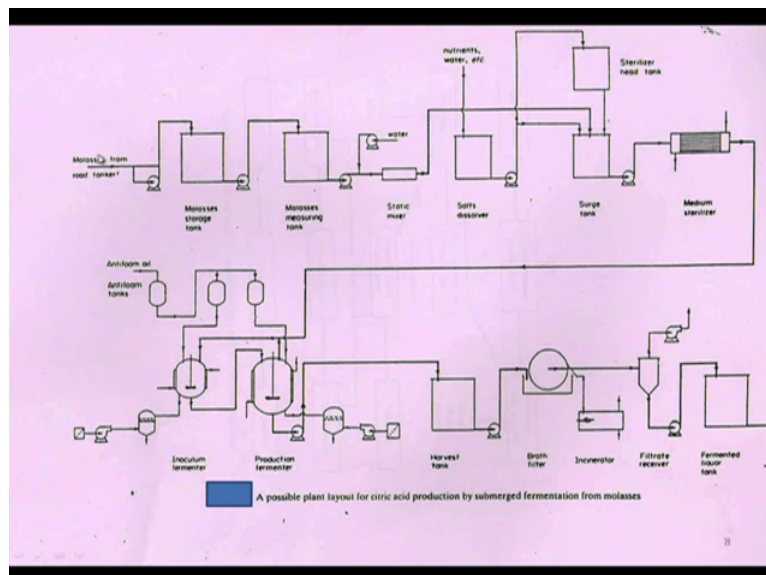 nutrients,
water, etc.
Sterilizer
head tank
water
Molasses from
road tanker
Molasses
storage
tank
Molasses
measuring
tank
Static
mixer
Salts
dissolver
Surge
tank
Medium
sterilizer
Antifoam oil
Antifoam
tanks
Inoculum
fermenter
Production
fermenter
Harvest
tank
Broth
filter
Incinerator
Filtrate
receiver
Fermented
liquor
tank
A possible plant layout for citric acid production by submerged fermentation from molasses
8